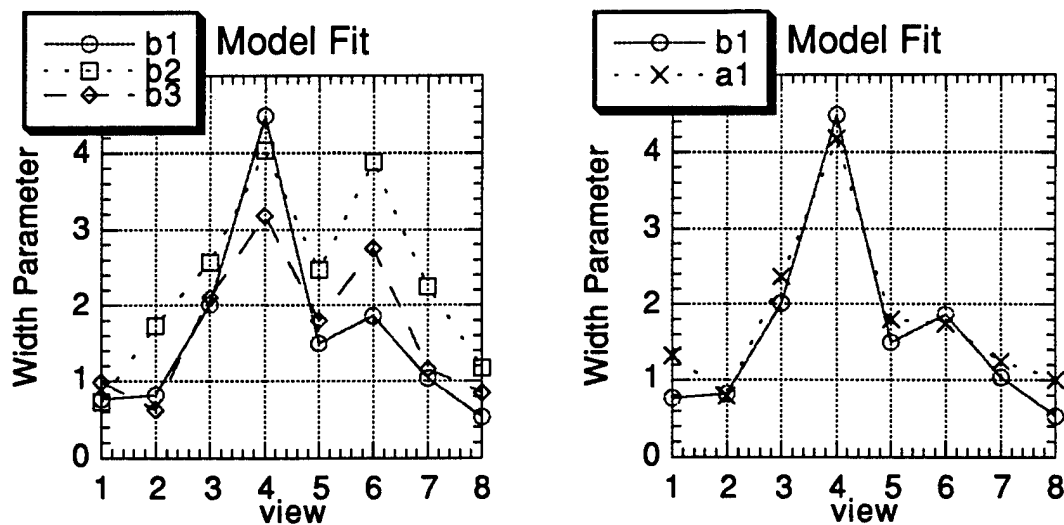 b1
b2
b3
Model Fit
Width Parameter
4
3
2
1
0
1 2 3 4 5 6 7 8
view
b1
a1
Model Fit
Width Parameter
4
3
2
1
0
1 2 3 4 5 6 7 8
view